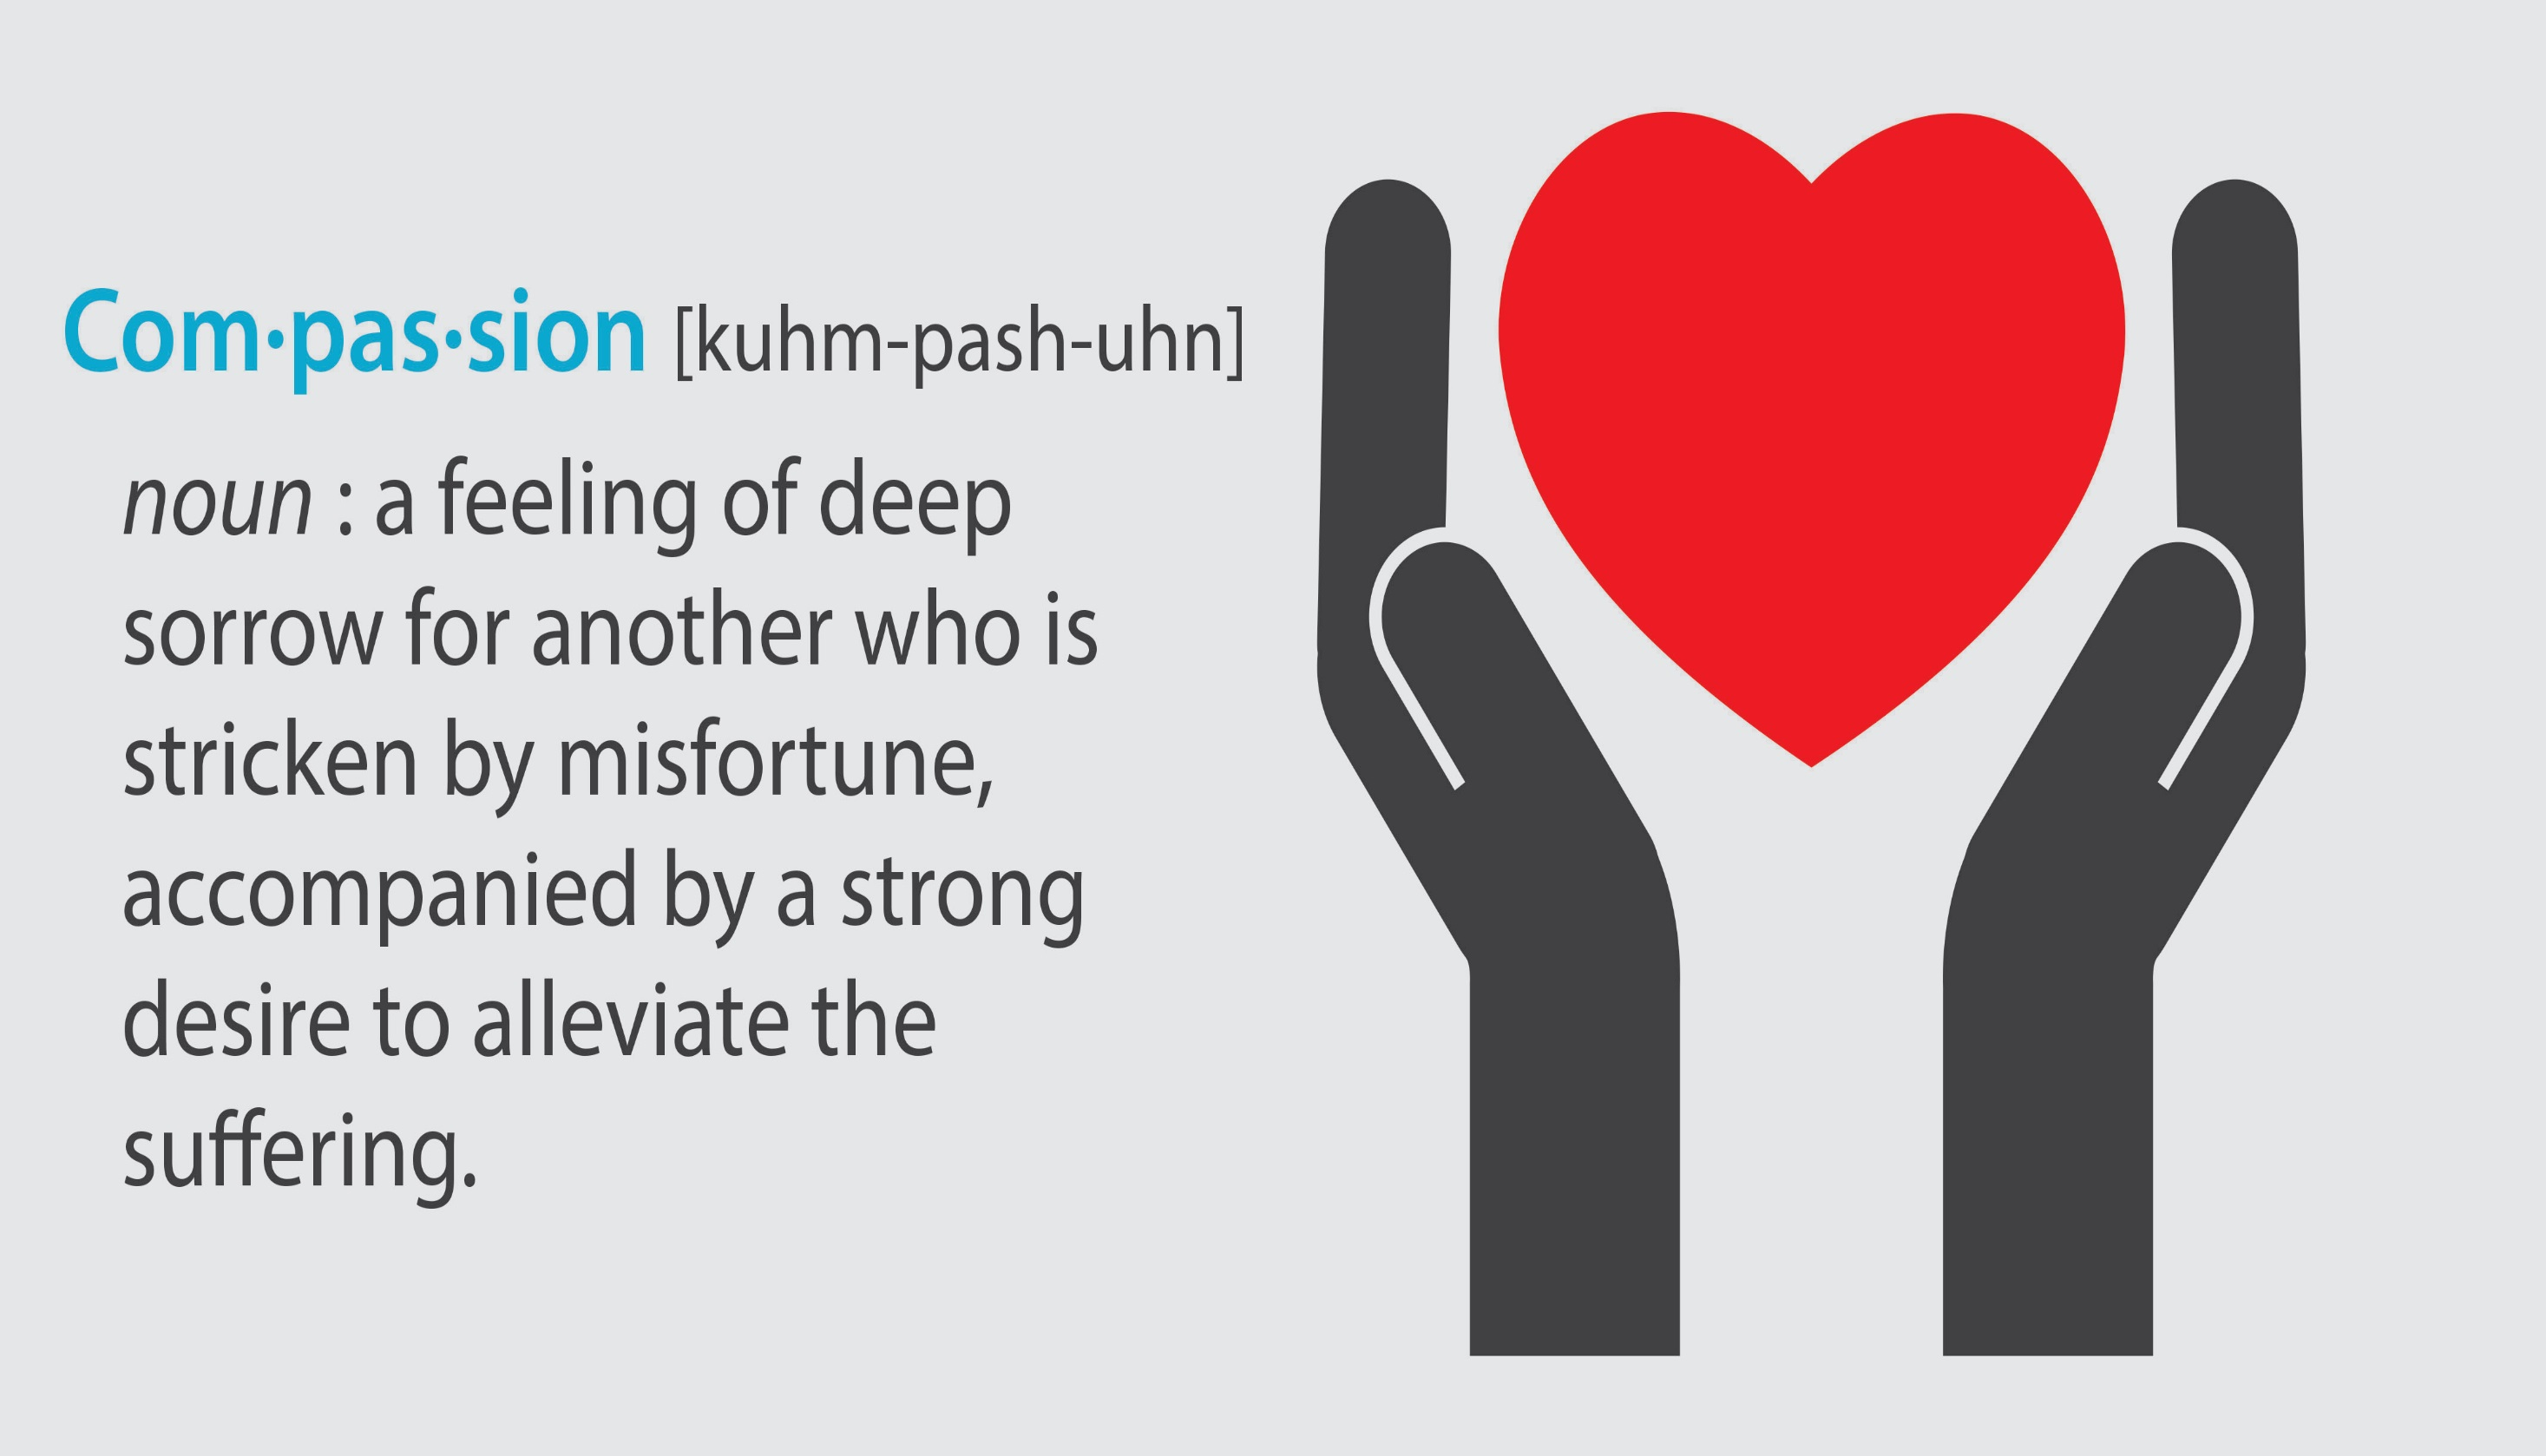 Com·pas·sion [kuhm-pash-uhn]
noun : a feeling of deep
sorrow for another who is
stricken by misfortune,
accompanied by a strong
desire to alleviate the
suffering.